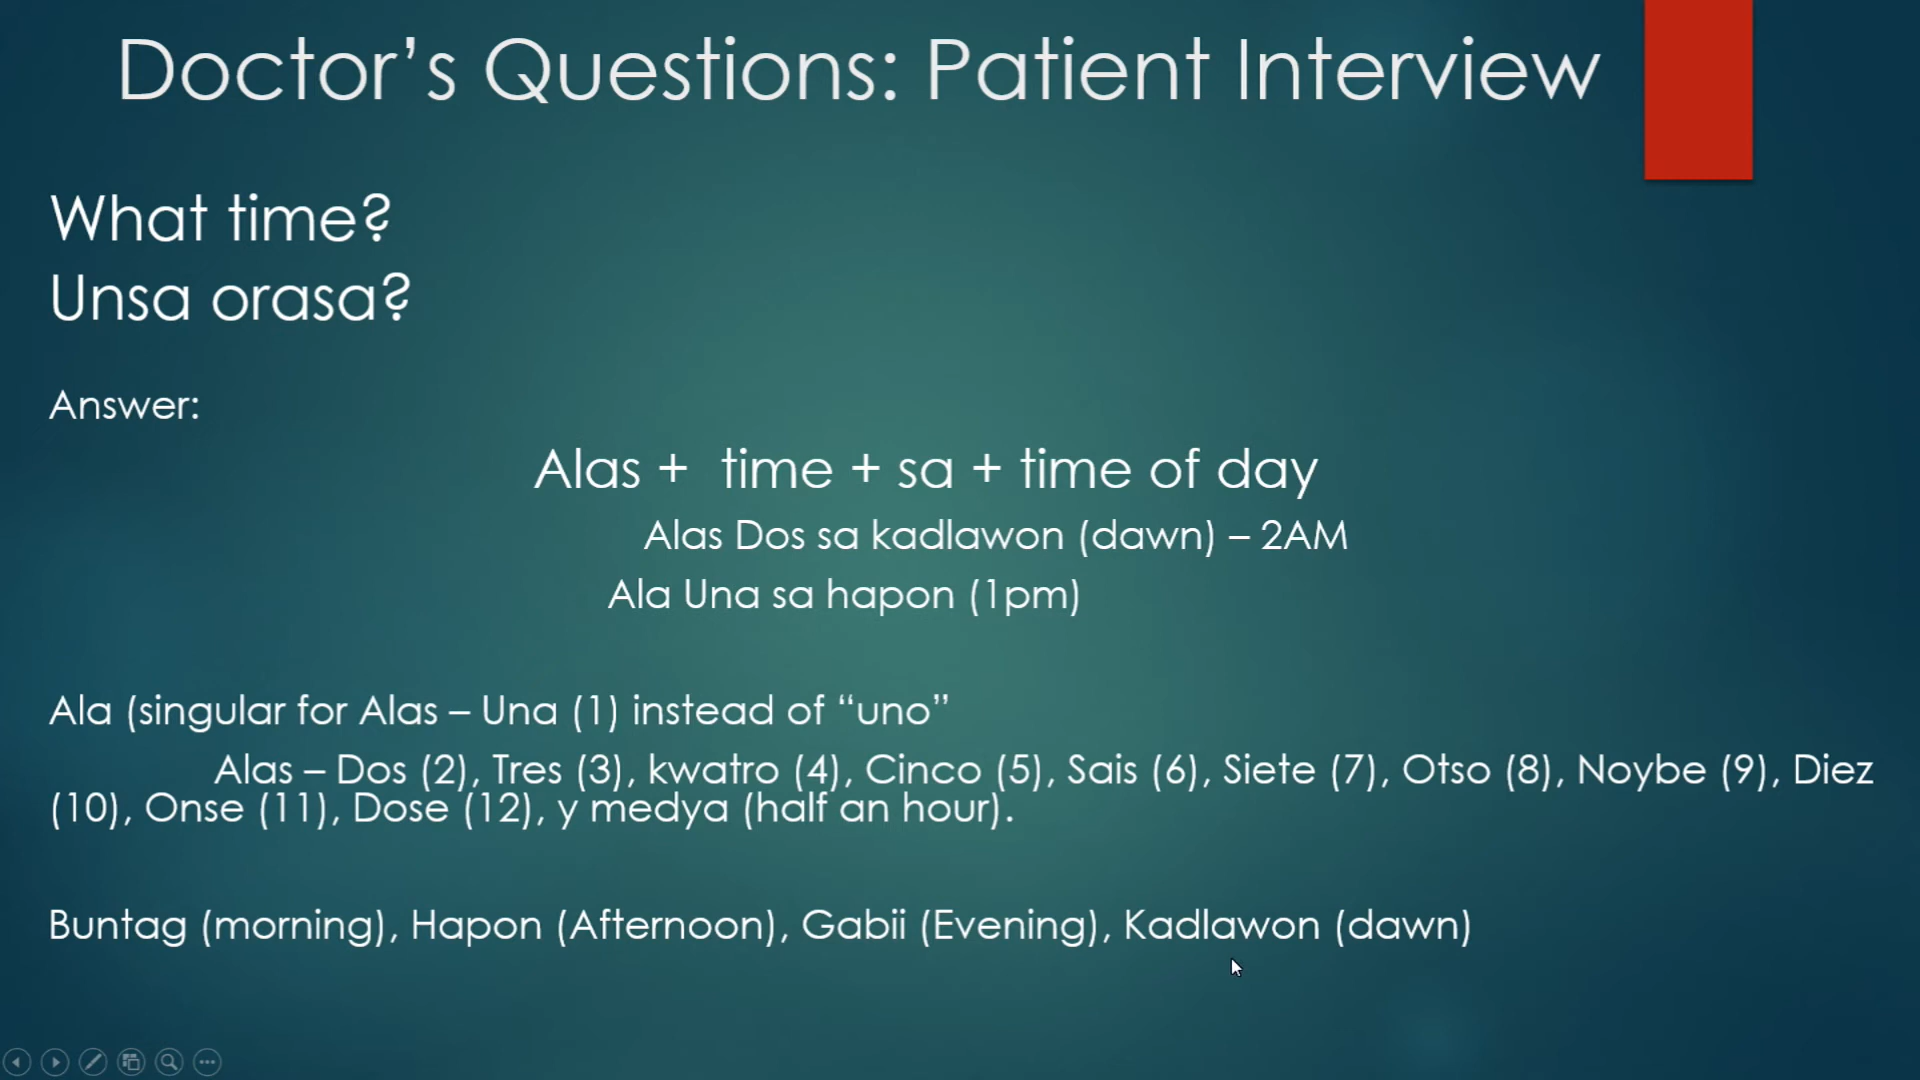 Doctor’s Questions: Patient Interview
What time?
Unsa orasa?
Answer:
Alas +  time + sa + time of day
Alas Dos sa kadlawon (dawn) – 2AM
Ala Una sa hapon (1pm)
Ala (singular for Alas – Una (1) instead of “uno”
Alas – Dos (2), Tres (3), kwatro (4), Cinco (5), Sais (6), Siete (7), Otso (8), Noybe (9), Diez
(10), Onse (11), Dose (12), y medya (half an hour).
Buntag (morning), Hapon (Afternoon), Gabii (Evening), Kadlawon (dawn)